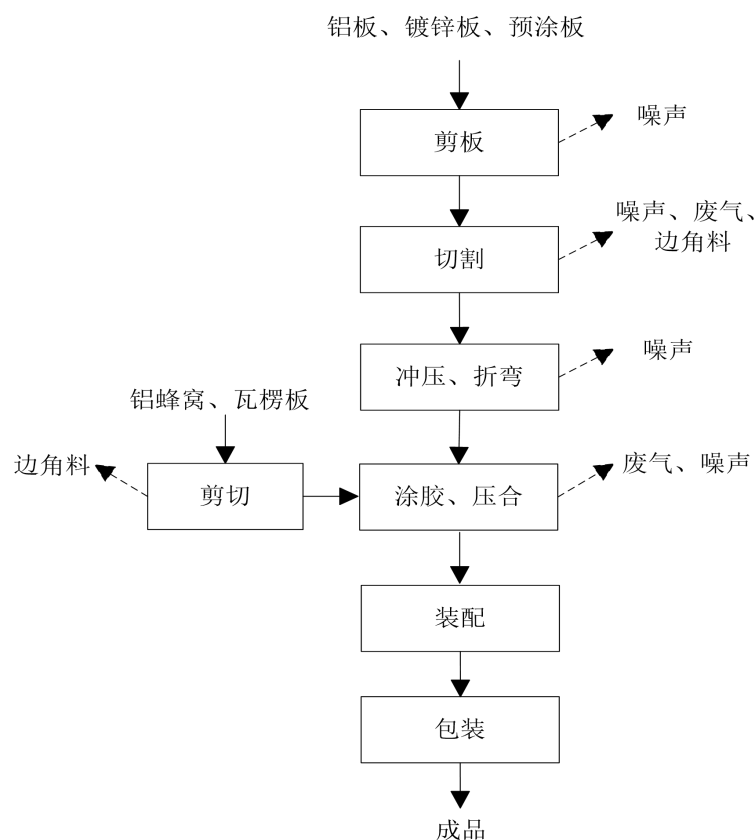 铝板、镀锌板、预涂板
剪板
噪声
切割
噪声、废气、
边角料
冲压、折弯
噪声
铝蜂窝、瓦楞板
边角料
剪切
涂胶、压合
废气、噪声
装配
包装
成品